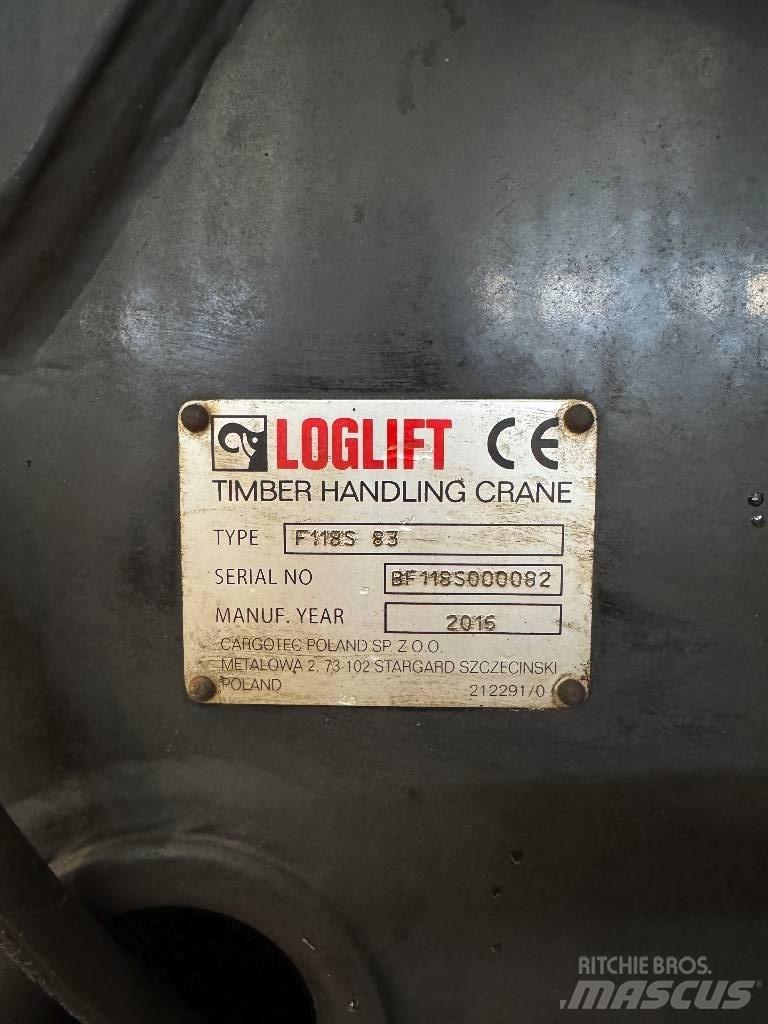 LOGLIFT CE
TIMBER HANDLING CRANE
TYPE F118S 83
SERIAL NO BF118S000082
MANUF. YEAR 2016
CARGOTEC POLAND SP. Z O.O.
METALOWA 2, 73-102 STARGARD SZCZECINSKI
POLAND 212291/0
RITCHIE BROS.
MASCUS